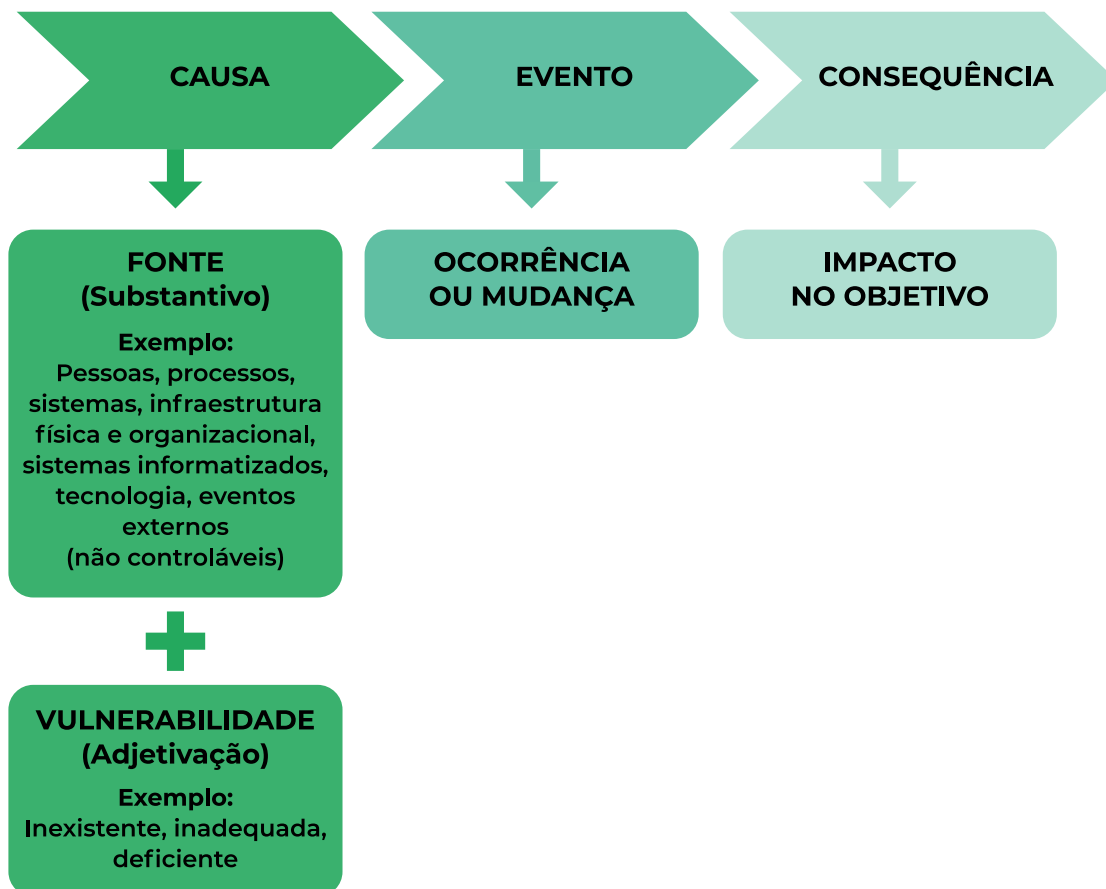 CAUSA
EVENTO
CONSEQUÊNCIA
FONTE
(Substantivo)
Exemplo:
Pessoas, processos,
sistemas, infraestrutura
física e organizacional,
sistemas informatizados,
tecnologia, eventos
externos
(não controláveis)
VULNERABILIDADE
(Adjetivação)
Exemplo:
Inexistente, inadequada,
deficiente
OCORRÊNCIA
OU MUDANÇA
IMPACTO
NO OBJETIVO